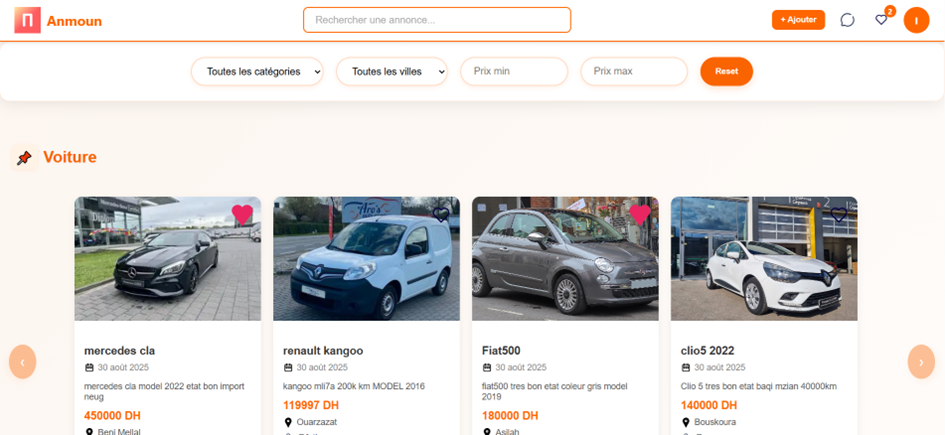 Anmoun
Rechercher une annonce...
+ Ajouter
2
I
Toutes les catégories
Toutes les villes
Prix min
Prix max
Reset
Voiture
mercedes cla
30 août 2025
mercedes cla model 2022 etat bon import
neug
450000 DH
Beni Mellal
renault kangoo
30 août 2025
kangoo mli7a 200k km MODEL 2016
119997 DH
Ouarzazat
Fiat500
30 août 2025
fiat500 tres bon etat coleur gris model
2019
180000 DH
Asilah
clio5 2022
30 août 2025
Clio 5 tres bon etat baqi mzian 40000km
140000 DH
Bouskoura